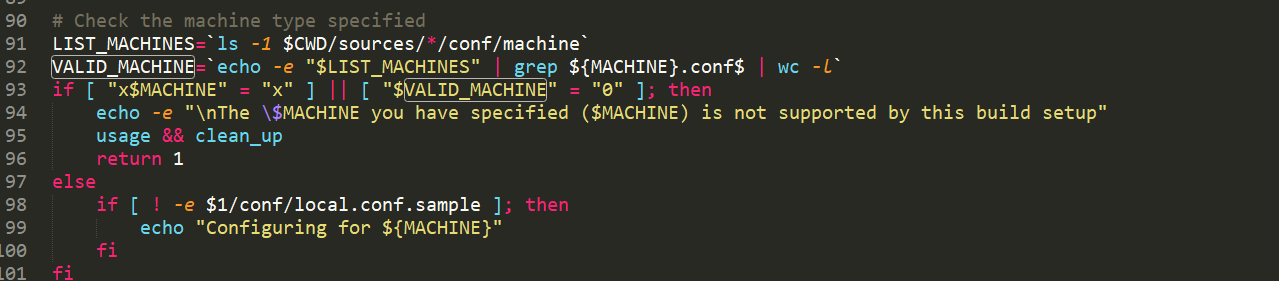 89
90 # Check the machine type specified
91 LIST_MACHINES=`ls -1 $CWD/sources/*/conf/machine`
92 VALID_MACHINE=`echo -e "$LIST_MACHINES" | grep ${MACHINE}.conf$ | wc -l`
93 if [ "x$MACHINE" = "x" ] || [ "$VALID_MACHINE" = "0" ]; then
94     echo -e "\nThe \$MACHINE you have specified ($MACHINE) is not supported by this build setup"
95     usage && clean_up
96     return 1
97 else
98     if [ ! -e $1/conf/local.conf.sample ]; then
99         echo "Configuring for ${MACHINE}"
100     fi
101 fi